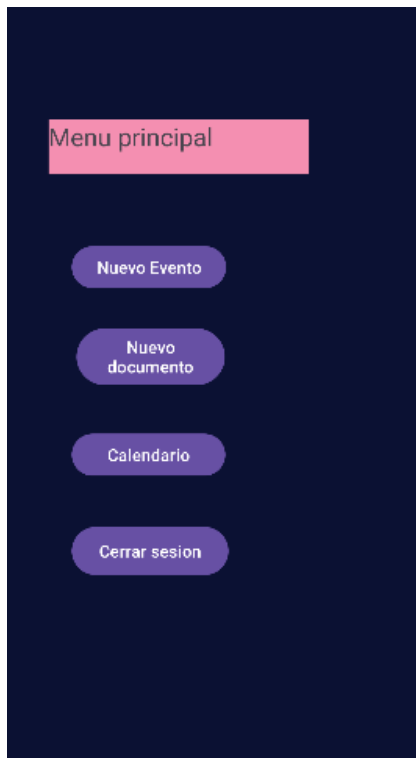 Menu principal
Nuevo Evento
Nuevo
documento
Calendario
Cerrar sesion